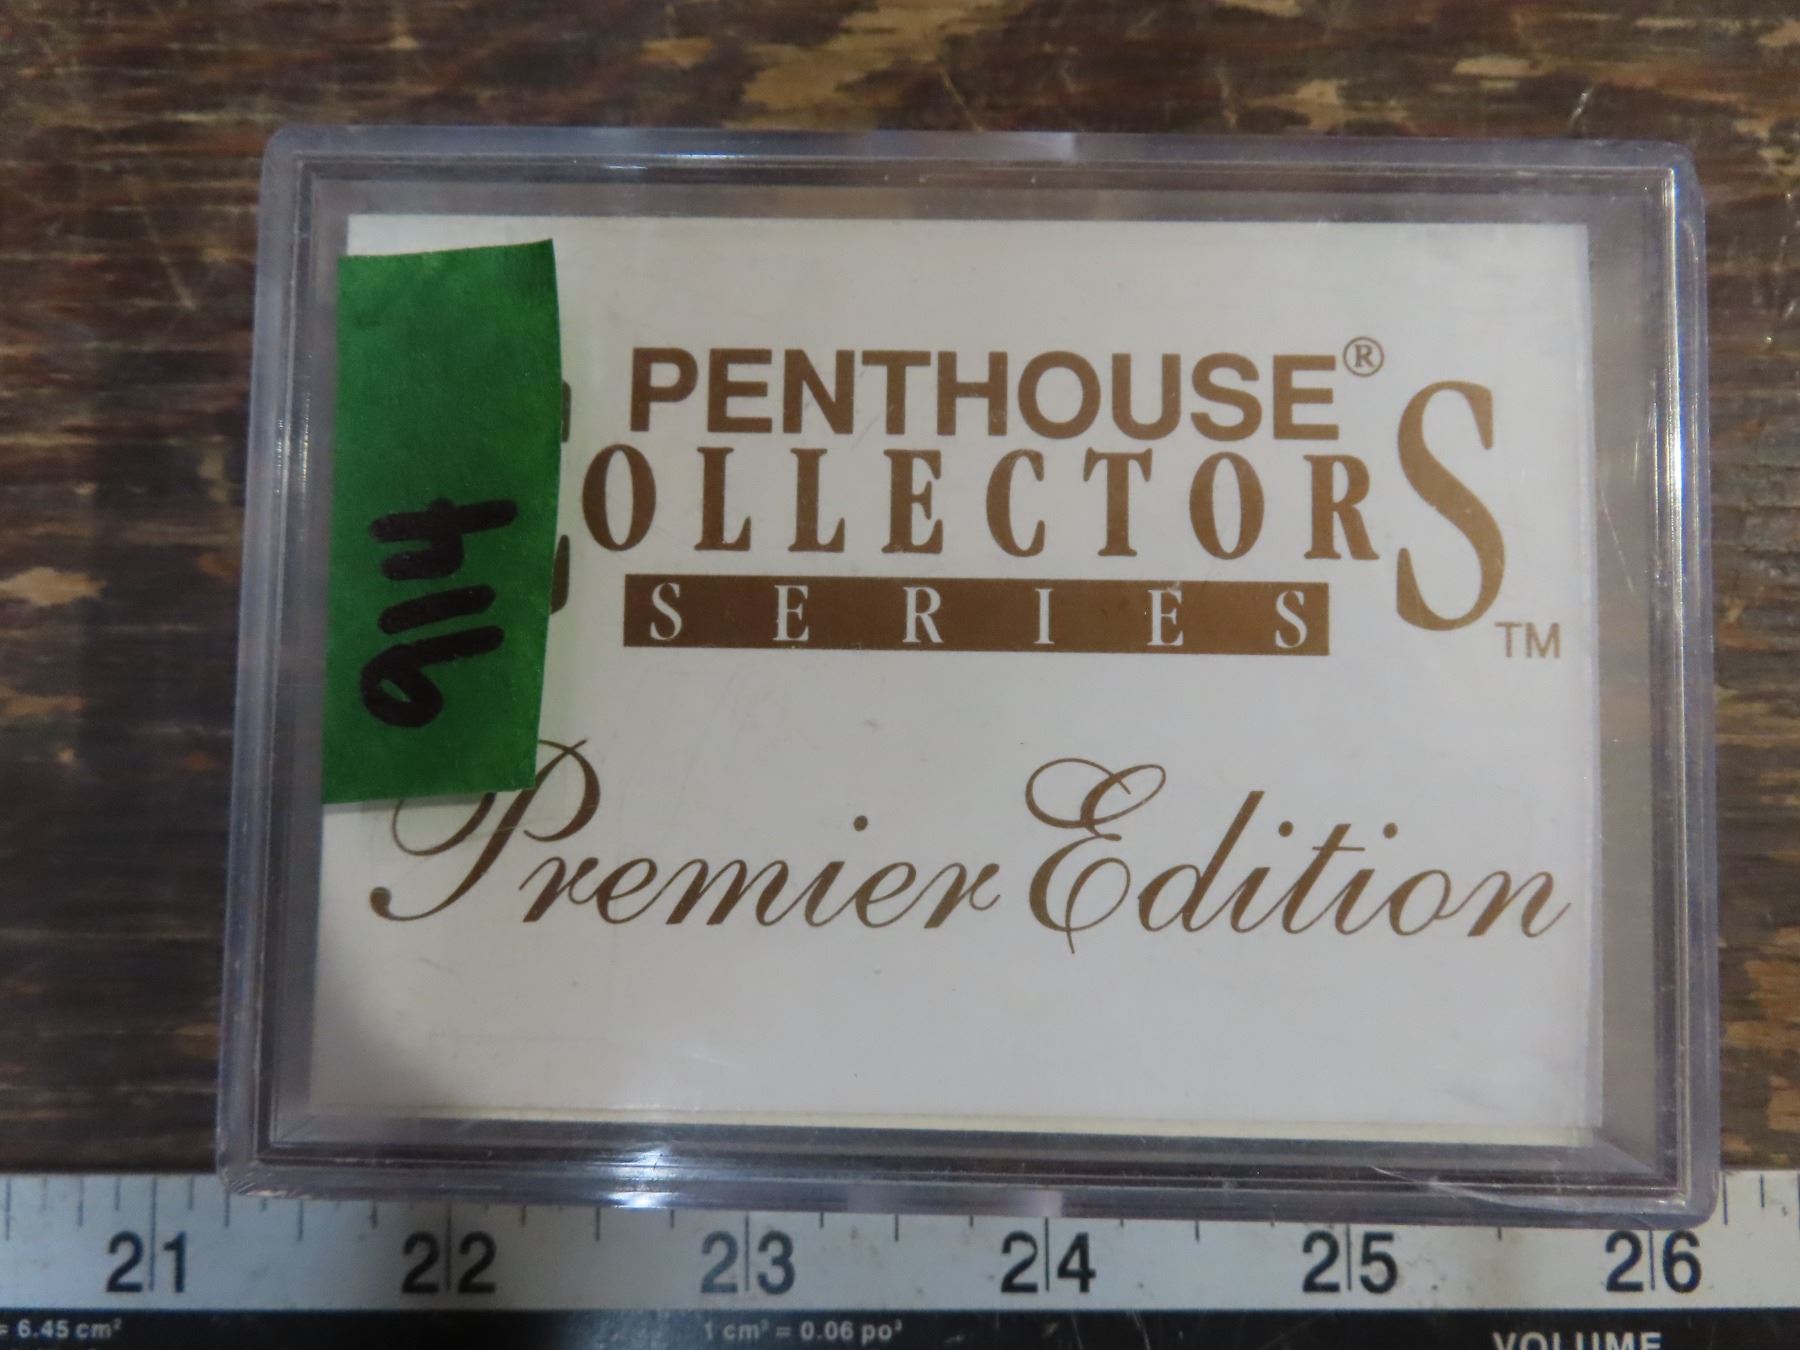 9114
PENTHOUSE®
COLLECTORS
SERIES
TM
Premier Edition
21 22 23 24 25 26
= 6.45 cm² 1 cm³ = 0.06 po³ VOLUME